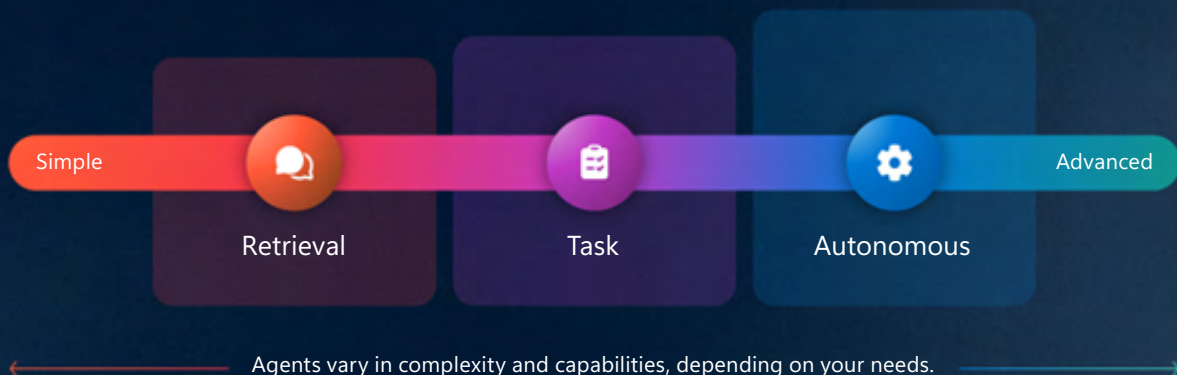 Simple
Advanced
Retrieval
Task
Autonomous
Agents vary in complexity and capabilities, depending on your needs.